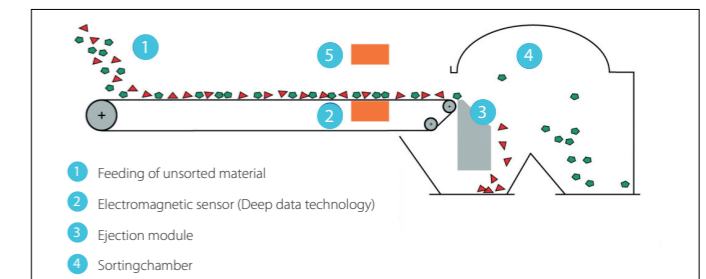 1
5
4
2
3
1 Feeding of unsorted material
2 Electromagnetic sensor (Deep data technology)
3 Ejection module
4 Sortingchamber